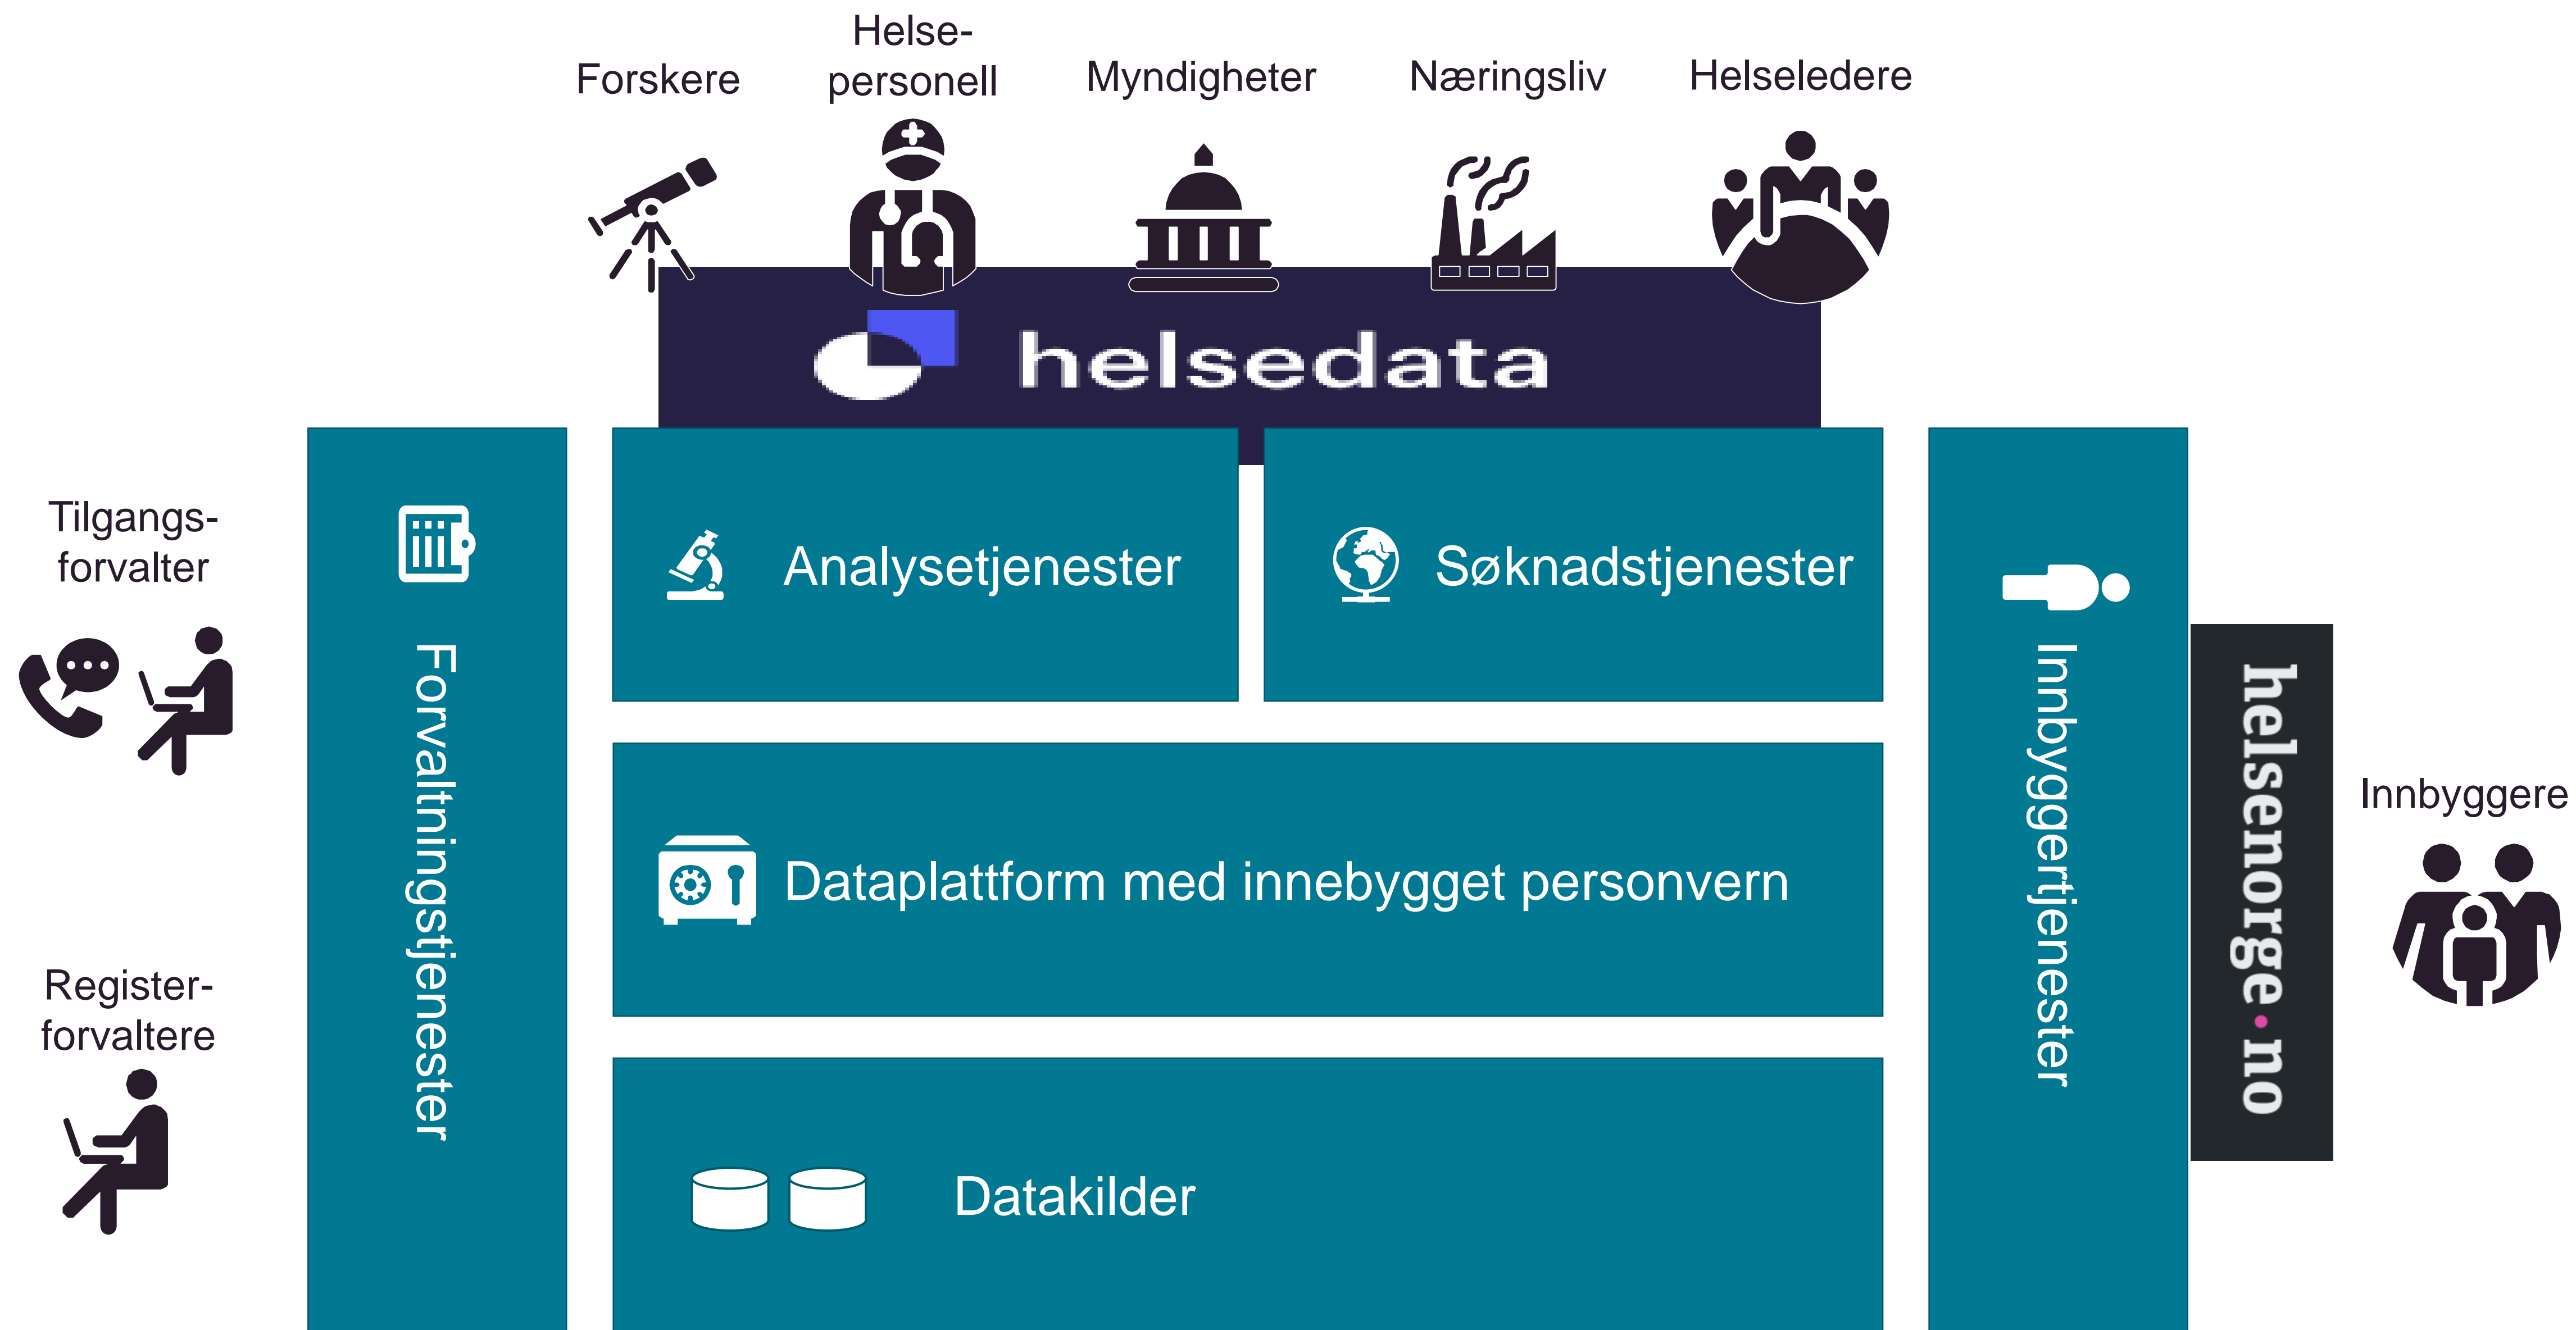 Forskere
Helse-
personell
Myndigheter
Næringsliv
Helseledere
helsedata
Tilgangs-
forvalter
Register-
forvaltere
Forvaltningstjenester
Analysetjenester
Søknadstjenester
Dataplattform med innebygget personvern
Datakilder
Innbyggertjenester
helsenorge·no
Innbyggere